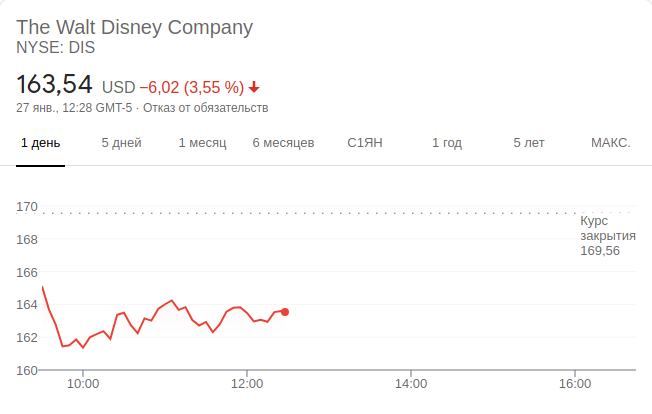 The Walt Disney Company
NYSE: DIS
163,54 USD −6,02 (3,55 %)
27 янв., 12:28 GMT-5 · Отказ от обязательств
1 день 5 дней 1 месяц 6 месяцев С1ЯН 1 год 5 лет МАКС.
170
Курс
закрытия
169,56
168
166
164
162
160
10:00 12:00 14:00 16:00